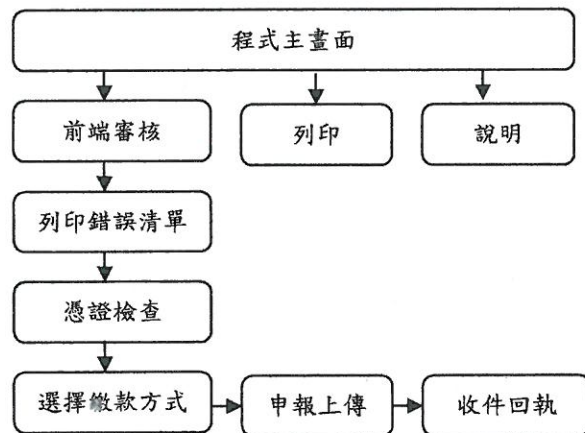 程式主畫面
前端審核
列印
說明
列印錯誤清單
憑證檢查
選擇繳款方式
申報上傳
收件回執